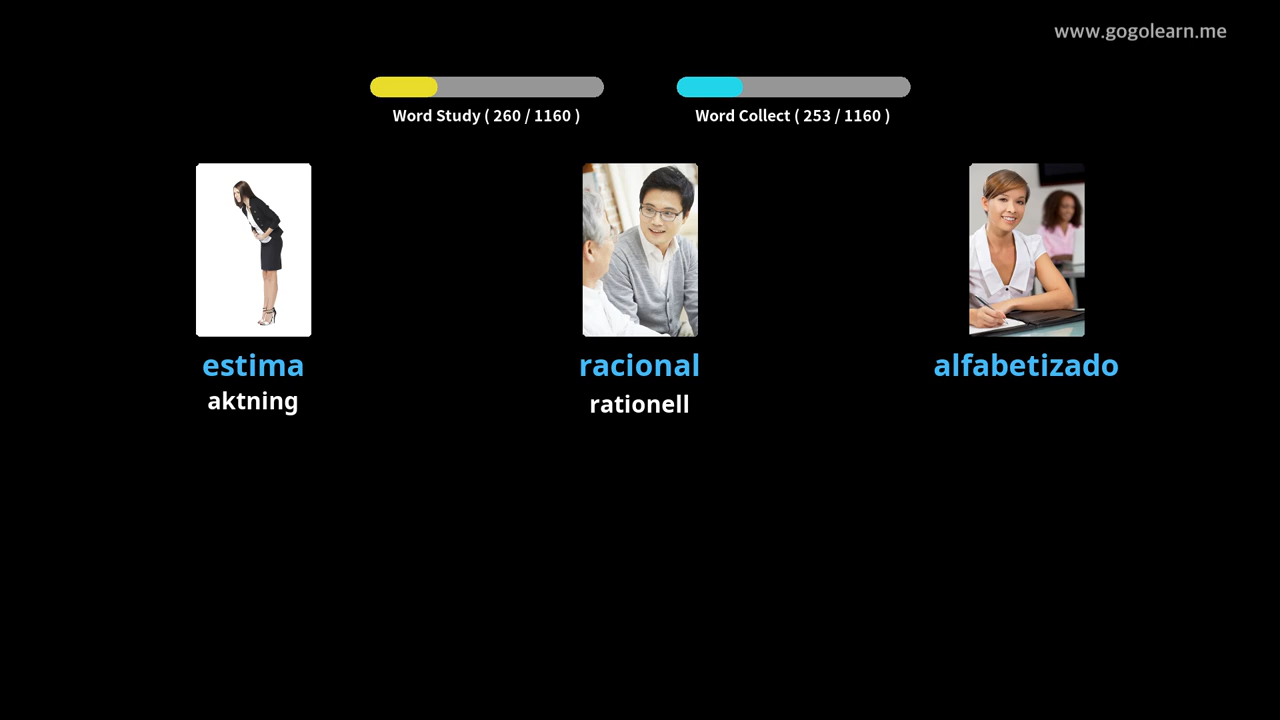 www.gogolearn.me
Word Study ( 260 / 1160 )
Word Collect ( 253 / 1160 )
estima
aktning
racional
rationell
alfabetizado